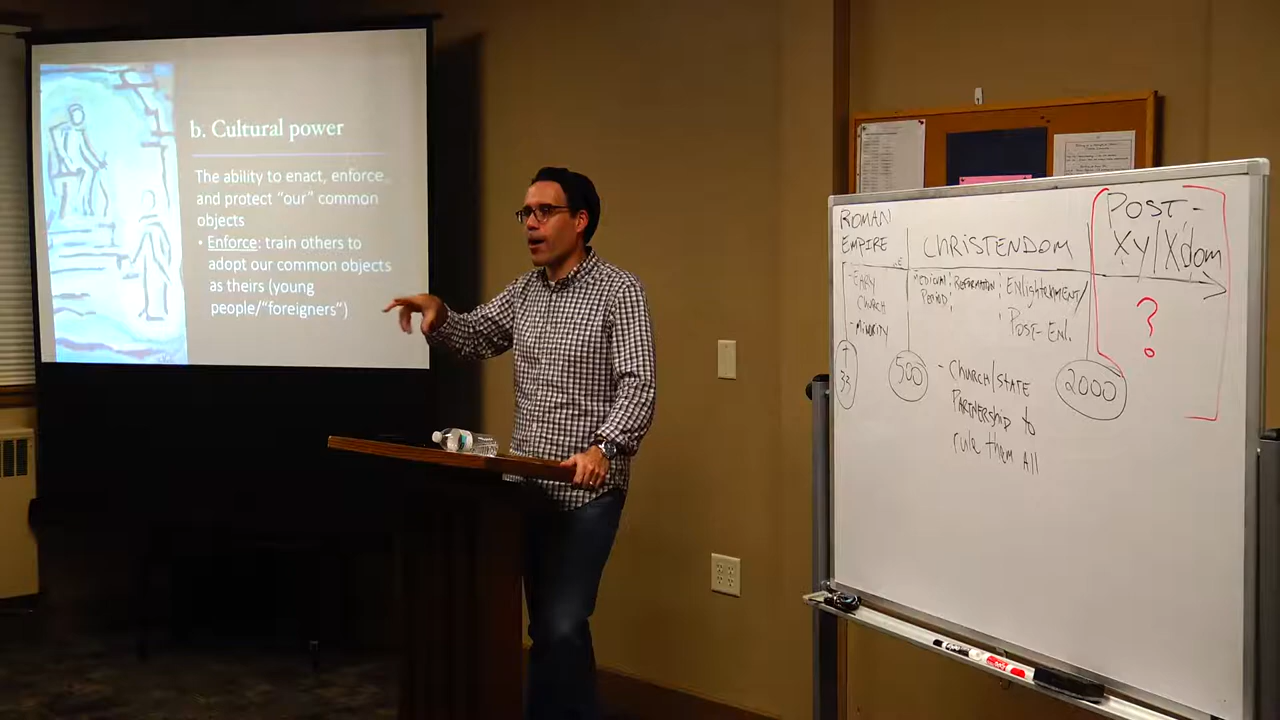 b. Cultural power
The ability to enact, enforce,
and protect "our" common
objects
• Enforce: train others to
adopt our common objects
as theirs (young
people/"foreigners")
ROMAN
EMPIRE
- EARLY
CHURCH
- MINORITY
33
500
CHRISTENDOM
MEDIEVAL
PERIOD
REFORMATION
ENLIGHTENMENT/
POST-ENL.
- CHURCH/STATE
PARTNERSHIP to
rule them All
2000
POST-
Xy/Xdom
?